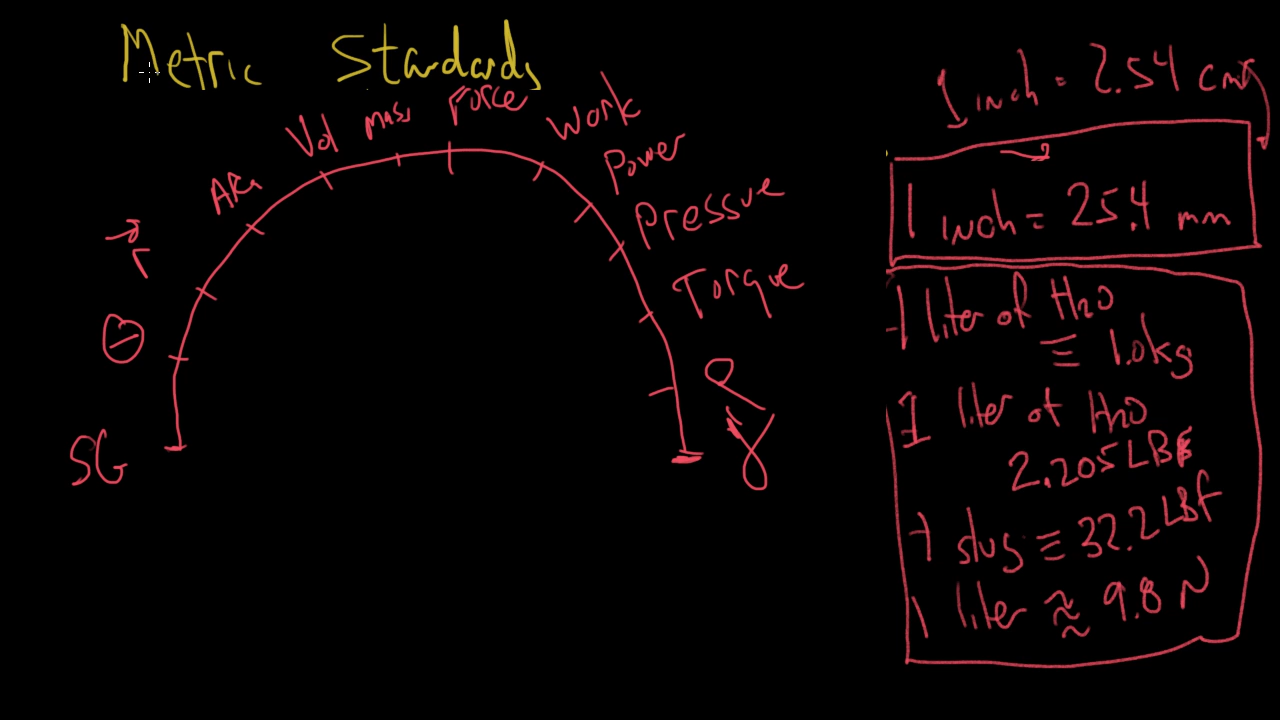 Metric Standards
SG
Θ
r
Area
Vol
mass
Force
Work
Power
Pressure
Torque
γ
1 inch = 2.54 cm
1 inch = 25.4 mm
1 liter of H2O
≡ 1.0kg
1 liter of H2O
2.205 LBf
1 slug ≡ 32.2 LBf
1 liter ≈ 9.8 N